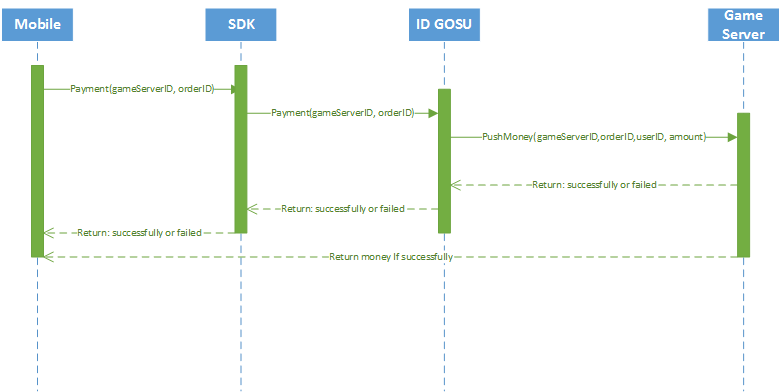 Mobile
SDK
ID GOSU
Game
Server
Payment(gameServerID, orderID)
Payment(gameServerID, orderID)
PushMoney(gameServerID,orderID,userID, amount)
Return: successfully or failed
Return: successfully or failed
Return: successfully or failed
Return money If successfully